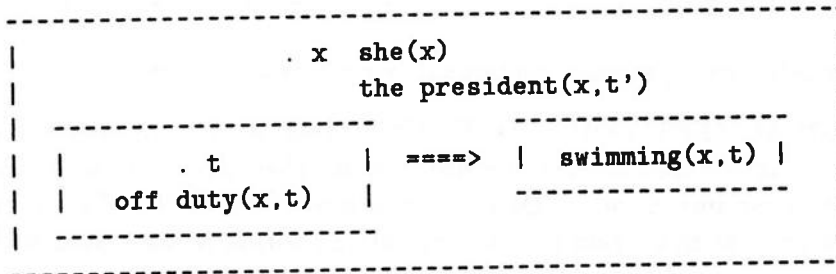 . x she(x)
the president(x,t')
. t ====> swimming(x,t)
off duty(x,t)